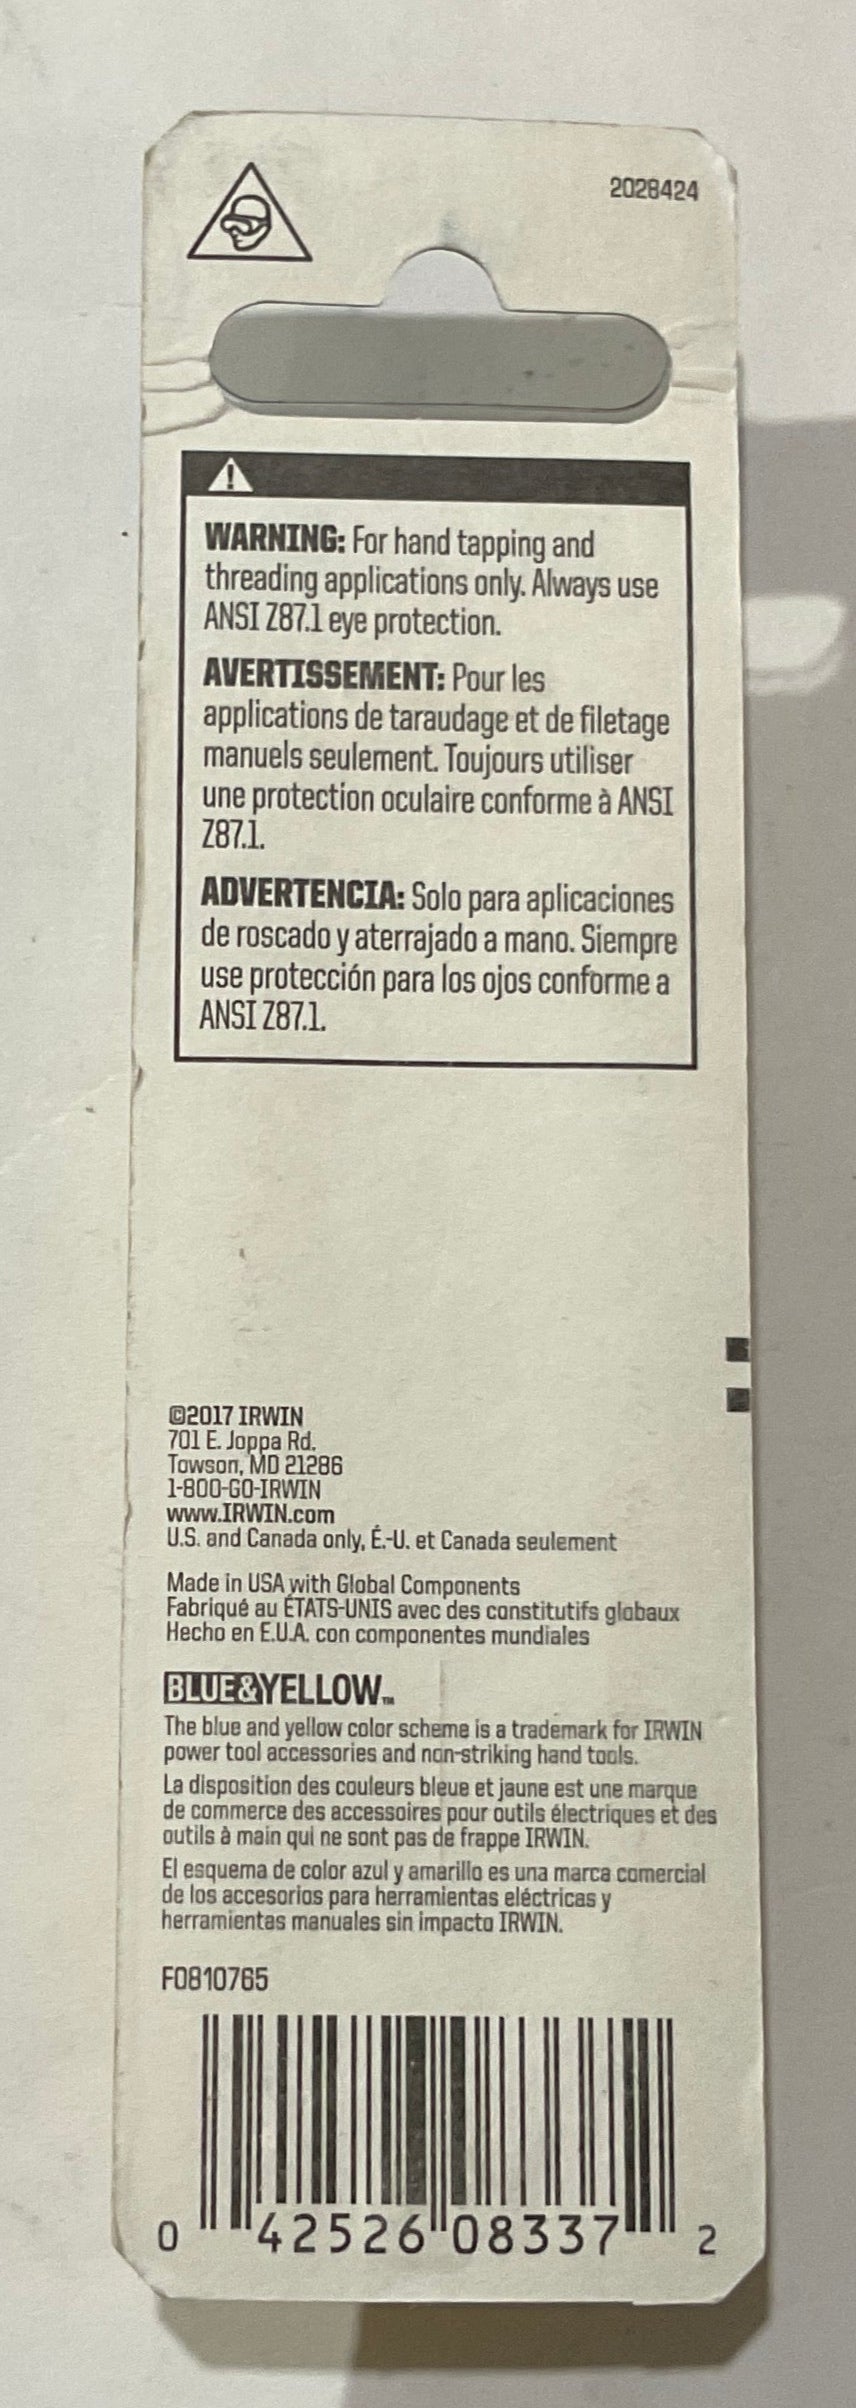 2028424
WARNING: For hand tapping and
threading applications only. Always use
ANSI Z87.1 eye protection.
AVERTISSEMENT: Pour les
applications de taraudage et de filetage
manuels seulement. Toujours utiliser
une protection oculaire conforme à ANSI
Z87.1.
ADVERTENCIA: Solo para aplicaciones
de roscado y aterrajado a mano. Siempre
use protección para los ojos conforme a
ANSI Z87.1.
©2017 IRWIN
701 E. Joppa Rd.
Towson, MD 21286
1-800-GO-IRWIN
www.IRWIN.com
U.S. and Canada only, É.-U. et Canada seulement
Made in USA with Global Components
Fabriqué au ÉTATS-UNIS avec des constitutifs globaux
Hecho en E.U.A. con componentes mundiales
BLUE&YELLOW™
The blue and yellow color scheme is a trademark for IRWIN
power tool accessories and non-striking hand tools.
La disposition des couleurs bleue et jaune est une marque
de commerce des accessoires pour outils électriques et des
outils à main qui ne sont pas de frappe IRWIN.
El esquema de color azul y amarillo es una marca comercial
de los accesorios para herramientas eléctricas y
herramientas manuales sin impacto IRWIN.
F0810765
0 42526 08337 2